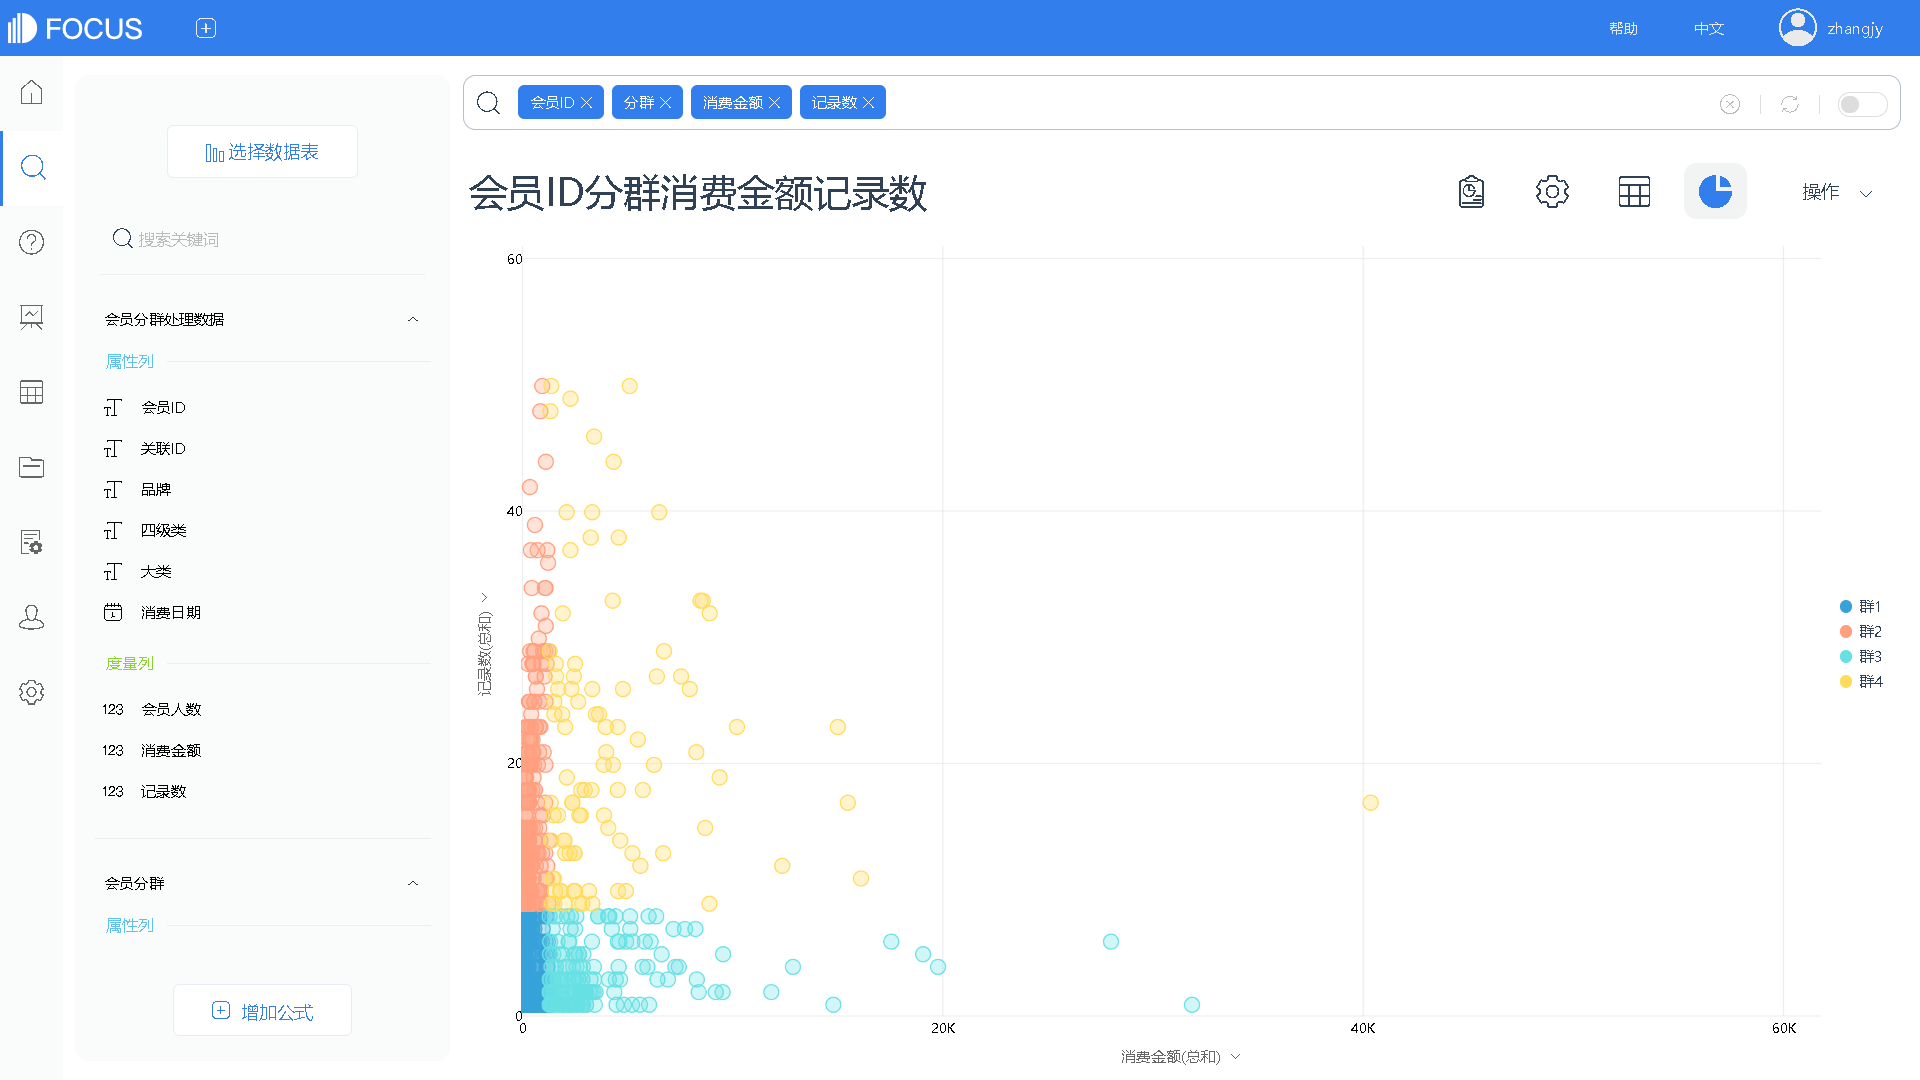 FOCUS
帮助
中文
zhangjy
选择数据表
搜索关键词
会员分群处理数据
属性列
会员ID
关联ID
品牌
四级类
大类
消费日期
度量列
123 会员人数
123 消费金额
123 记录数
会员分群
属性列
增加公式
会员ID 分群 消费金额 记录数
会员ID分群消费金额记录数
操作
60
40
20
0
记录数(总和)
0 20K 40K 60K
消费金额(总和)
群1
群2
群3
群4